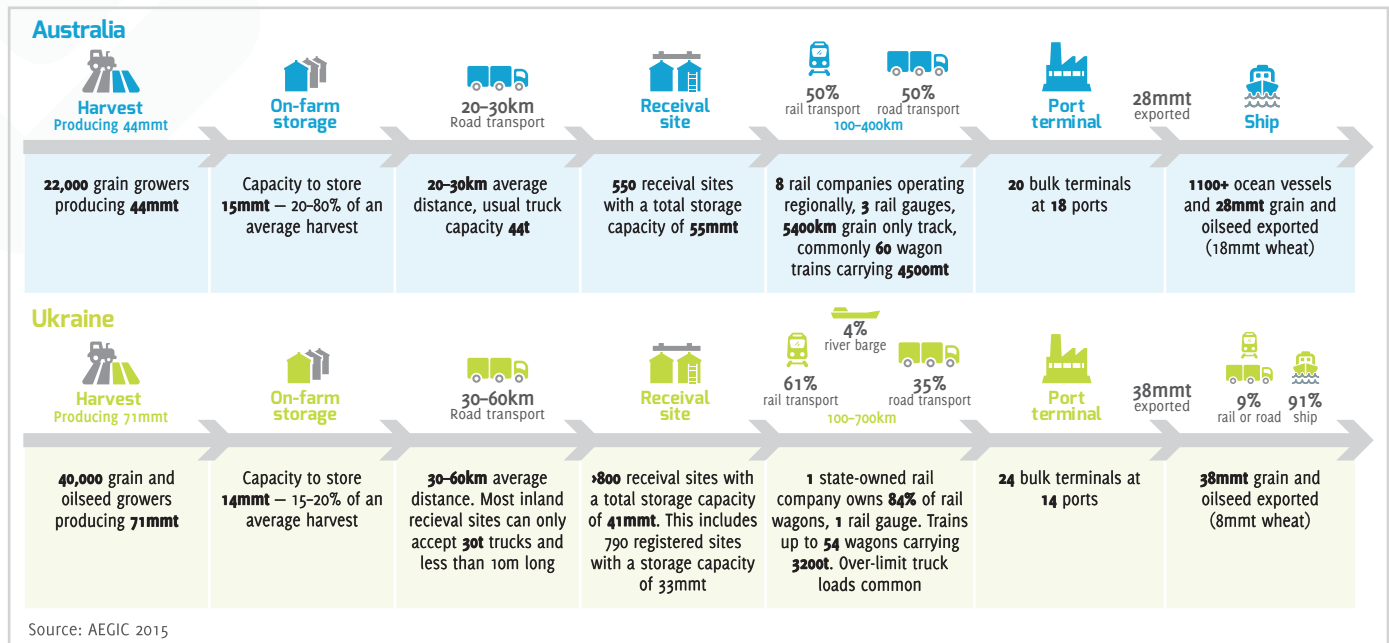 Australia
Harvest
Producing 44mmt
On-farm
storage
20–30km
Road transport
Receival
site
50%
rail transport
50%
road transport
100–400km
Port
terminal
28mmt
exported
Ship
22,000 grain growers
producing 44mmt
Capacity to store
15mmt – 20–80% of an
average harvest
20–30km average
distance, usual truck
capacity 44t
550 receival sites
with a total storage
capacity of 55mmt
8 rail companies operating
regionally, 3 rail gauges,
5400km grain only track,
commonly 60 wagon
trains carrying 4500mt
20 bulk terminals
at 18 ports
1100+ ocean vessels
and 28mmt grain and
oilseed exported
(18mmt wheat)
Ukraine
Harvest
Producing 71mmt
On-farm
storage
30–60km
Road transport
Receival
site
61%
rail transport
4%
river barge
35%
road transport
100–700km
Port
terminal
38mmt
exported
9%
rail or road
91%
ship
40,000 grain and
oilseed growers
producing 71mmt
Capacity to store
14mmt – 15–20% of an
average harvest
30–60km average
distance. Most inland
recieval sites can only
accept 30t trucks and
less than 10m long
>800 receival sites with
a total storage capacity
of 41mmt. This includes
790 registered sites
with a storage capacity
of 33mmt
1 state-owned rail
company owns 84% of rail
wagons, 1 rail gauge. Trains
up to 54 wagons carrying
3200t. Over-limit truck
loads common
24 bulk terminals at
14 ports
38mmt grain and
oilseed exported
(8mmt wheat)
Source: AEGIC 2015